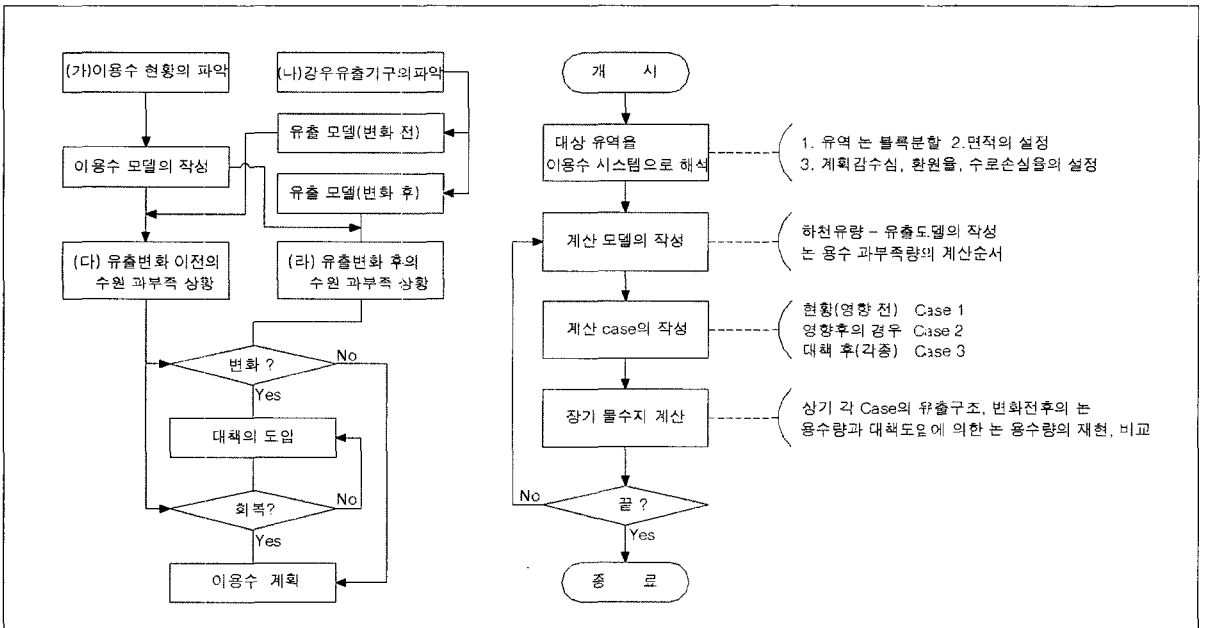 (가)이용수 현황의 파악
(나)강우유출기구의파악
유출 모델(변화 전)
이용수 모델의 작성
유출 모델(변화 후)
(다) 유출변화 이전의
수원 과부족 상황
(라) 유출변화 후의
수원 과부족 상황
변화 ?
No
Yes
대책의 도입
회복?
No
Yes
이용수 계획
개 시
대상 유역을
이용수 시스템으로 해석
1. 유역 논 블록분할 2.면적의 설정
3. 계획감수심, 환원율, 수로손실율의 설정
계산 모델의 작성
하천유량 – 유출도델의 작성
논 용수 과부족량의 계산순서
계산 case의 작성
현황(영향 전) Case 1
영향후의 경우 Case 2
대책 후(각종) Case 3
장기 물수지 계산
상기 각 Case의 유출구조, 변화전후의 논
용수량과 대책도입에 의한 논 용수량의 재현, 비교
끝 ?
No
Yes
종 료